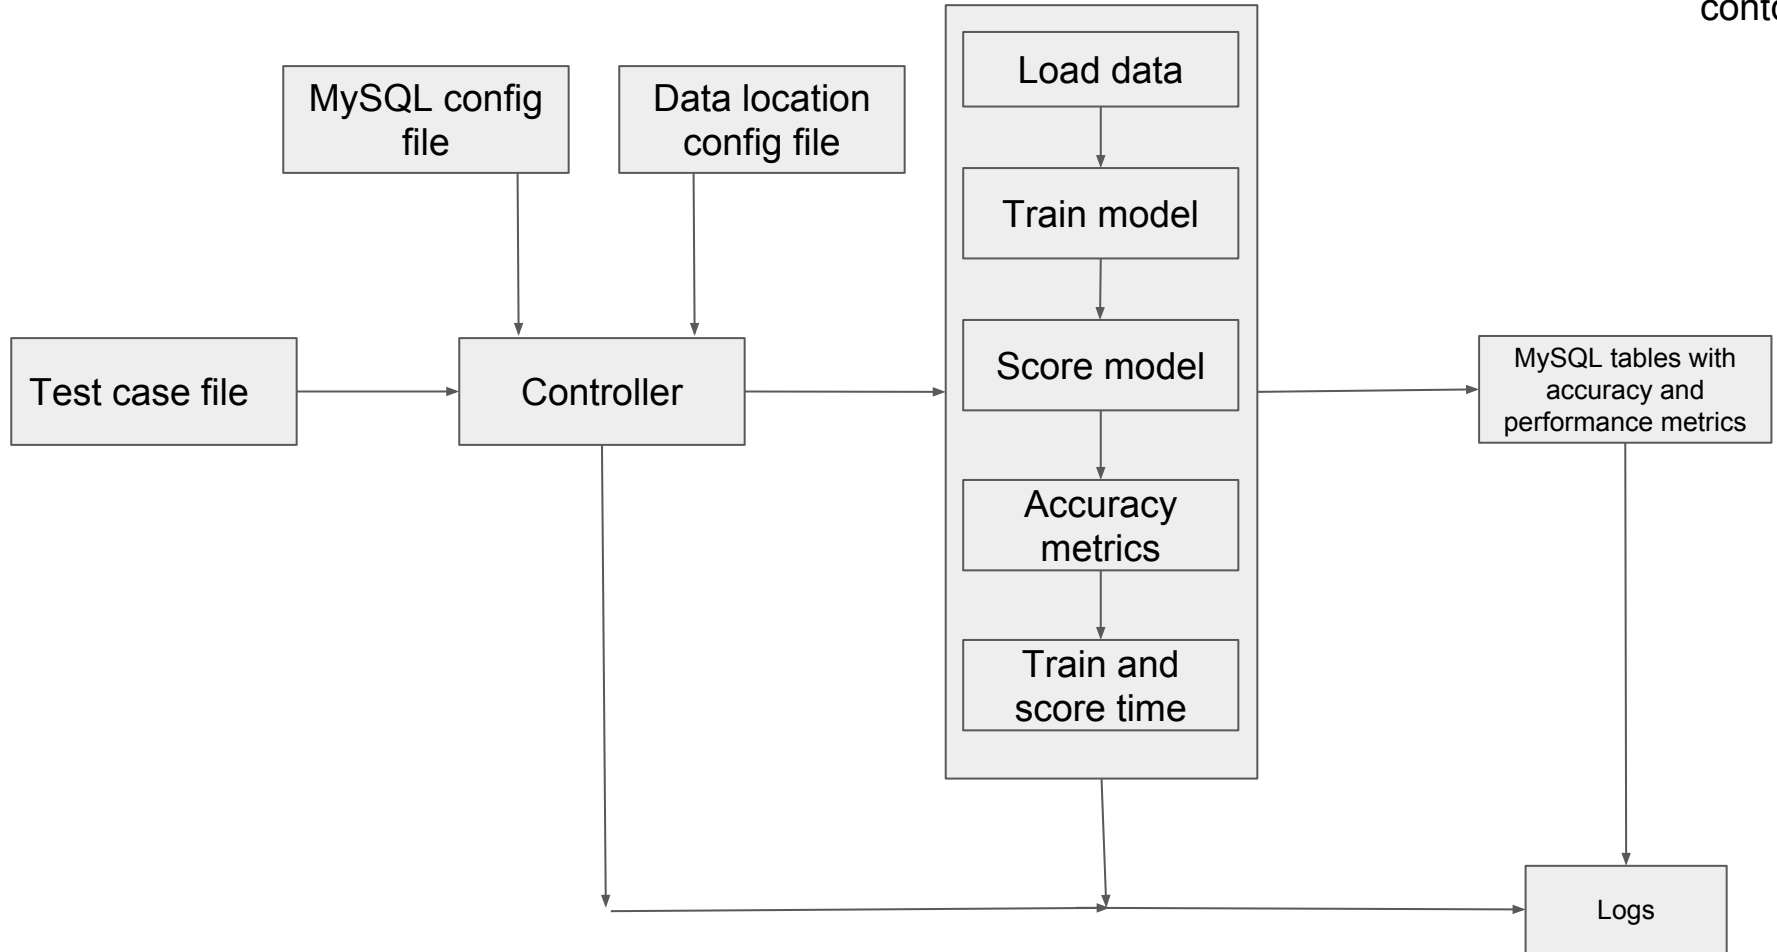 MySQL config
file
Data location
config file
Test case file
Controller
Load data
Train model
Score model
Accuracy
metrics
Train and
score time
MySQL tables with
accuracy and
performance metrics
Logs